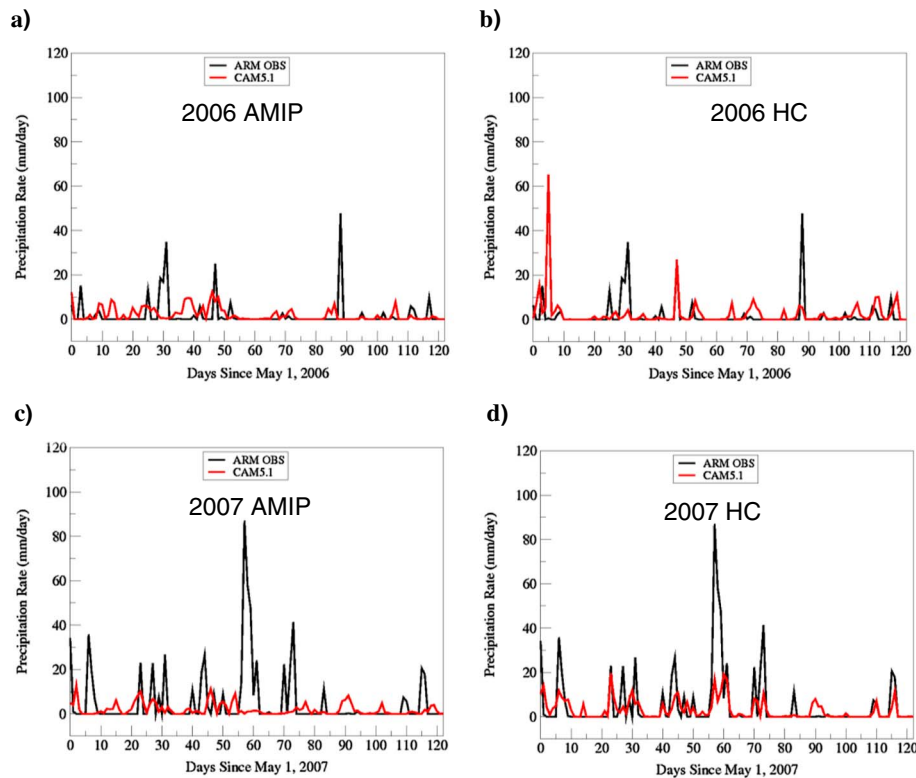 a)
ARM OBS
CAM5.1
2006 AMIP
Precipitation Rate (mm/day)
120
100
80
60
40
20
0
0 10 20 30 40 50 60 70 80 90 100 110 120
Days Since May 1, 2006
b)
ARM OBS
CAM5.1
2006 HC
Precipitation Rate (mm/day)
120
100
80
60
40
20
0
0 10 20 30 40 50 60 70 80 90 100 110 120
Days Since May 1, 2006
c)
ARM OBS
CAM5.1
2007 AMIP
Precipitation Rate (mm/day)
120
100
80
60
40
20
0
0 10 20 30 40 50 60 70 80 90 100 110 120
Days Since May 1, 2007
d)
ARM OBS
CAM5.1
2007 HC
Precipitation Rate (mm/day)
120
100
80
60
40
20
0
0 10 20 30 40 50 60 70 80 90 100 110 120
Days Since May 1, 2007